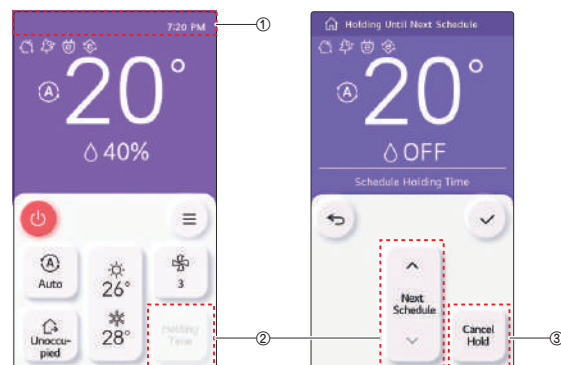 7:20 PM
①
A
20°
40%
A
Auto
26°
28°
3
Unoccu-
pied
Holding
Time
②
Holding Until Next Schedule
A
20°
OFF
Schedule Holding Time
Next
Schedule
Cancel
Hold
③